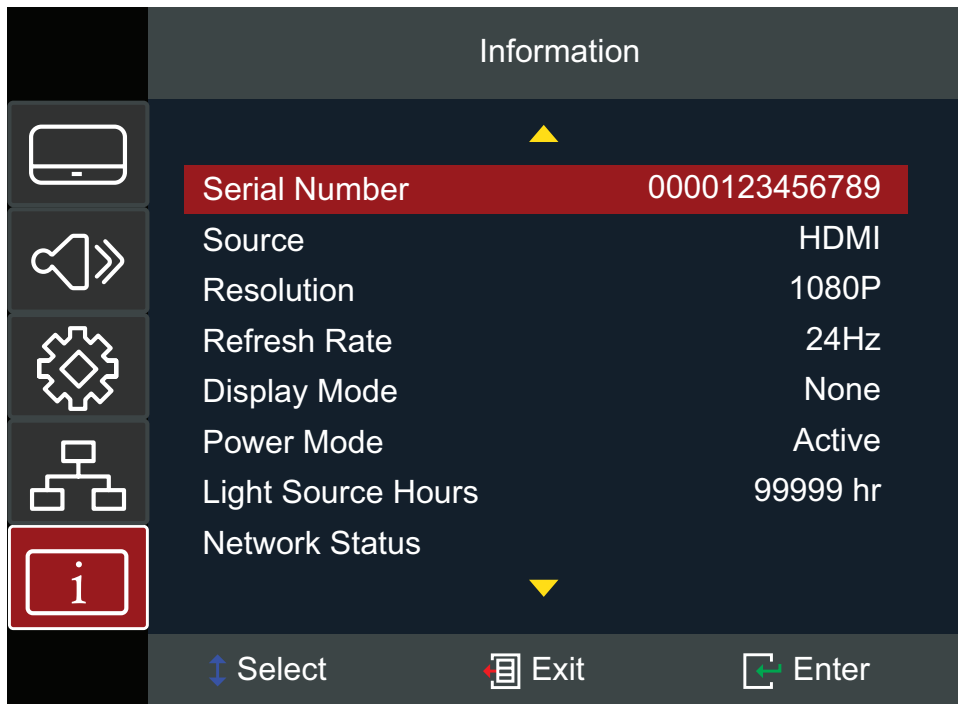 Information
Serial Number 0000123456789
Source HDMI
Resolution 1080P
Refresh Rate 24Hz
Display Mode None
Power Mode Active
Light Source Hours 99999 hr
Network Status
i
Select Exit Enter